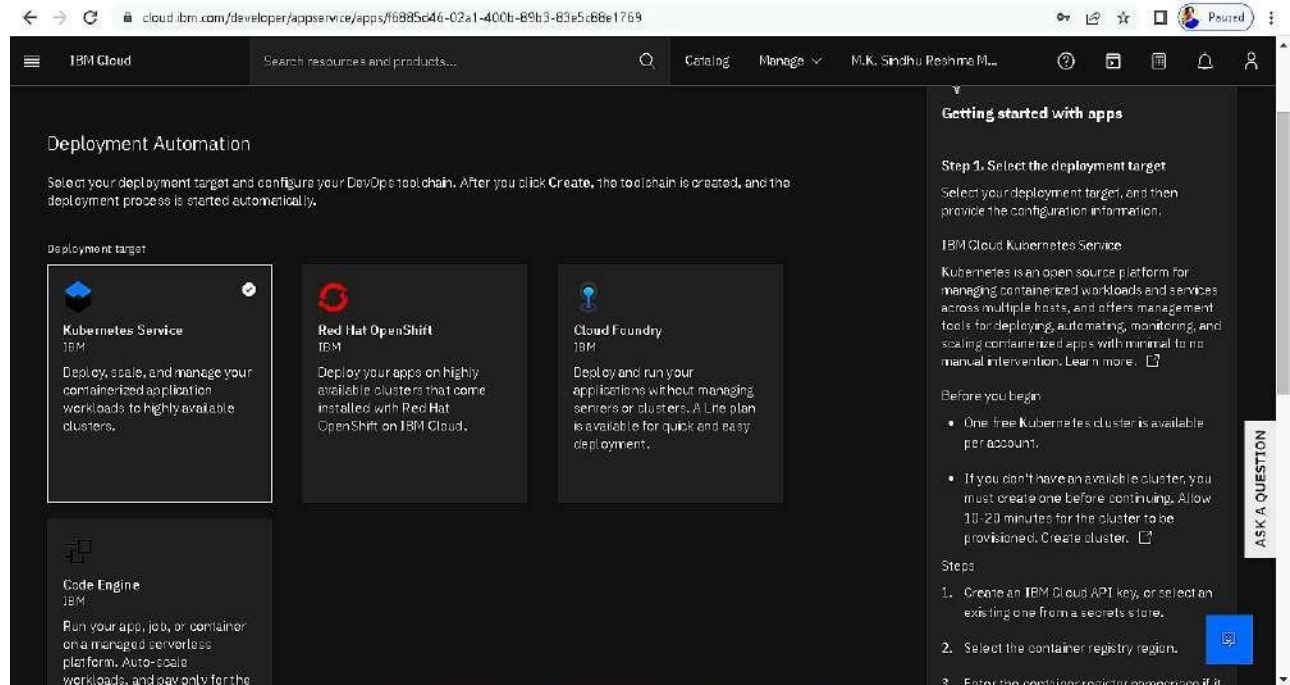 cloud.ibm.com/developer/appservice/apps/f6885d46-02a1-400b-89b3-83e5c88e1769
Paused
IBM Cloud
Search resources and products...
Catalog
Manage
M.K. Sindhu Reshma M...
Deployment Automation
Select your deployment target and configure your DevOps toolchain. After you click Create, the toolchain is created, and the
deployment process is started automatically.
Deployment target
Kubernetes Service
IBM
Deploy, scale, and manage your
containerized application
workloads to highly available
clusters.
Red Hat OpenShift
IBM
Deploy your apps on highly
available clusters that come
installed with Red Hat
OpenShift on IBM Cloud.
Cloud Foundry
IBM
Deploy and run your
applications without managing
servers or clusters. A Lite plan
is available for quick and easy
deployment.
Code Engine
IBM
Run your app, job, or container
on a managed serverless
platform. Auto-scale
workloads, and pay only for the
Getting started with apps
Step 1. Select the deployment target
Select your deployment target, and then
provide the configuration information.
IBM Cloud Kubernetes Service
Kubernetes is an open source platform for
managing containerized workloads and services
across multiple hosts, and offers management
tools for deploying, automating, monitoring, and
scaling containerized apps with minimal to no
manual intervention. Learn more.
Before you begin
• One free Kubernetes cluster is available
per account.
• If you don't have an available cluster, you
must create one before continuing. Allow
10-20 minutes for the cluster to be
provisioned. Create cluster.
Steps
1. Create an IBM Cloud API key, or select an
existing one from a secrets store.
2. Select the container registry region.
3. Enter the container registry namespace if it
ASK A QUESTION